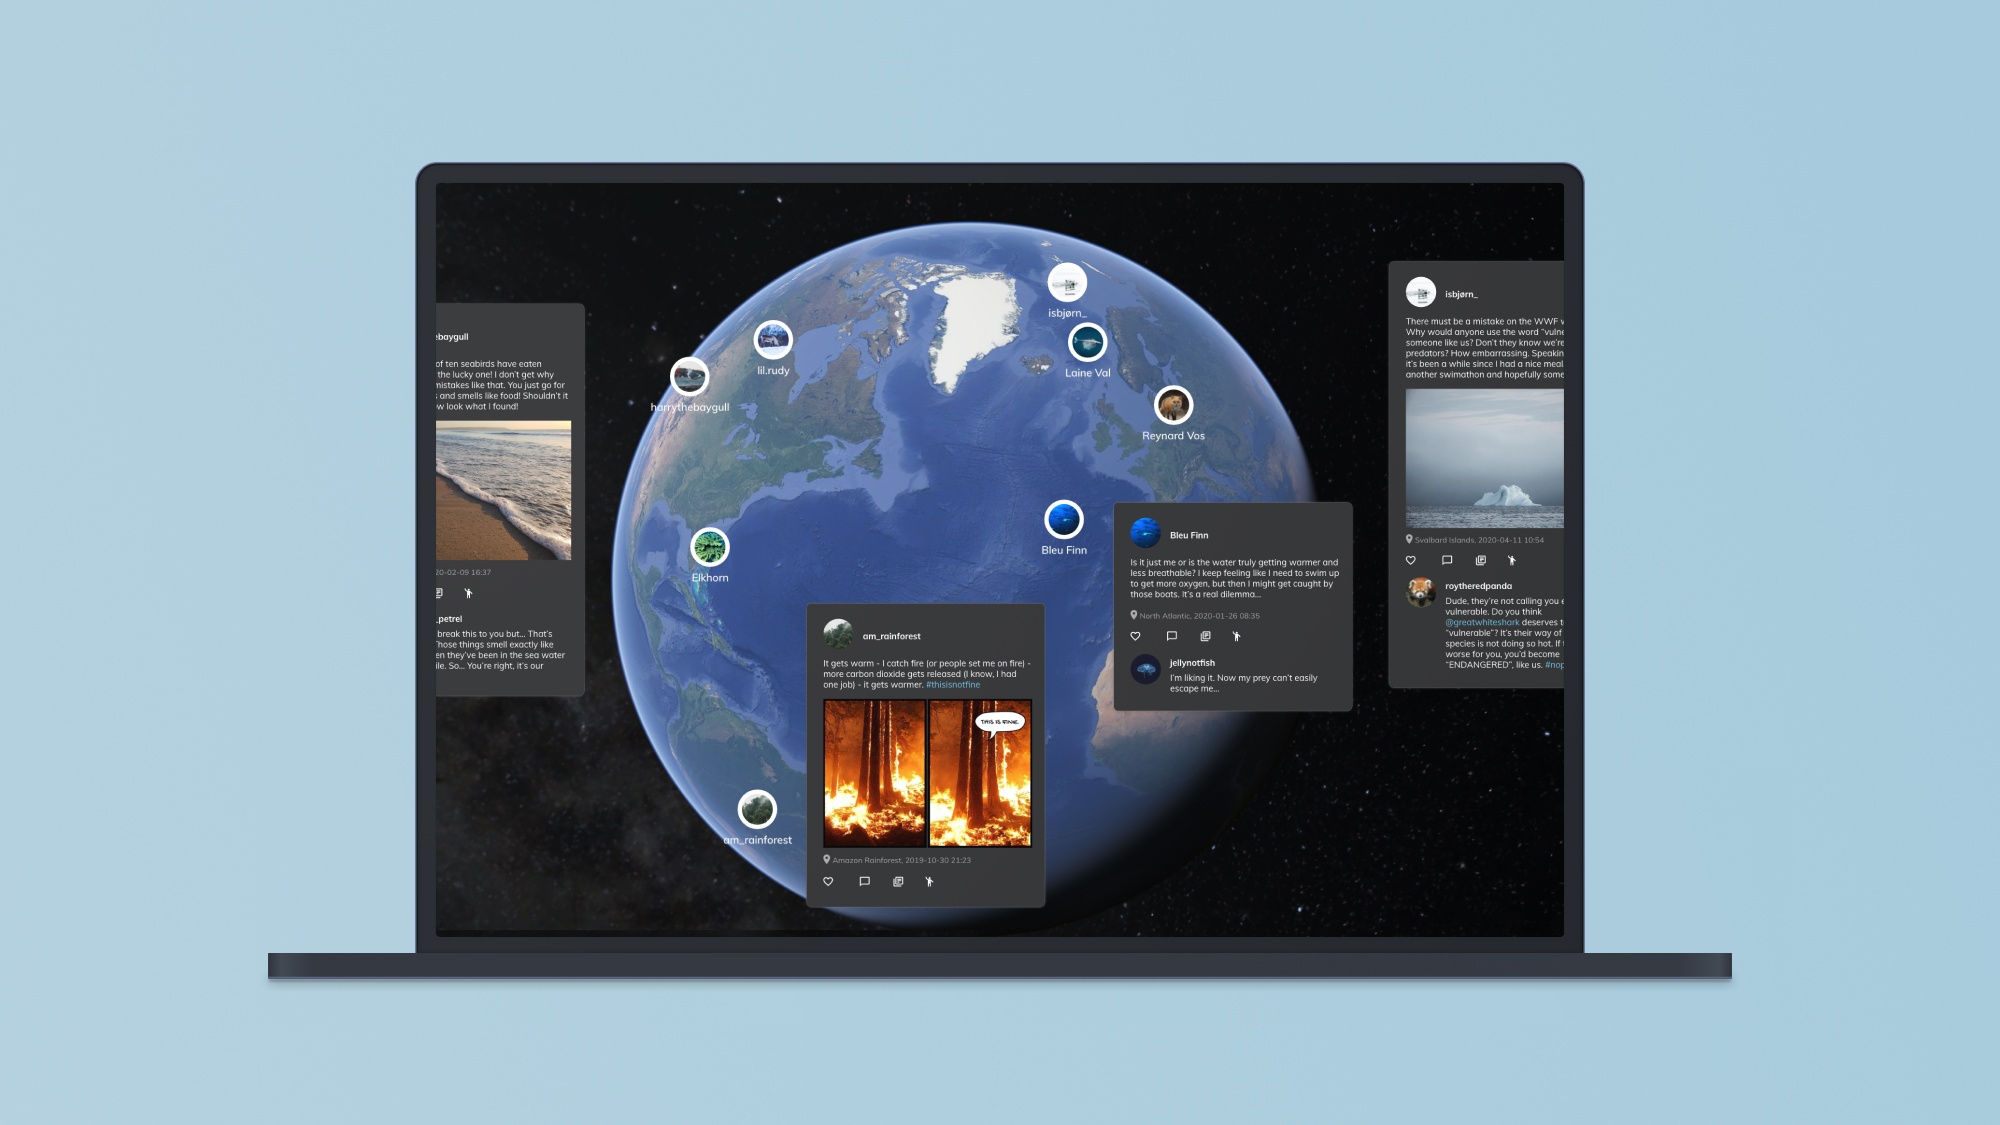 isbjørn_
lil.rudy
Laine Val
harrythebaygull
Reynard Vos
Bleu Finn
Elkhorn
am_rainforest
ebaygull
of ten seabirds have eaten
the lucky one! I don't get why
mistakes like that. You just go for
s and smells like food! Shouldn't it
ow look what I found!
20-02-09 16:37
_petrel
break this to you but... That's
Those things smell exactly like
en they've been in the sea water
ile. So... You're right, it's our
am_rainforest
It gets warm - I catch fire (or people set me on fire) -
more carbon dioxide gets released (I know, I had
one job) - it gets warmer. #thisisnotfine
THIS IS FINE.
Amazon Rainforest, 2019-10-30 21:23
Bleu Finn
Is it just me or is the water truly getting warmer and
less breathable? I keep feeling like I need to swim up
to get more oxygen, but then I might get caught by
those boats. It's a real dilemma...
North Atlantic, 2020-01-26 08:35
jellynotfish
I'm liking it. Now my prey can't easily
escape me...
isbjørn_
There must be a mistake on the WWF w
Why would anyone use the word "vulne
someone like us? Don't they know we're
predators? How embarrassing. Speakin
it's been a while since I had a nice meal
another swimathon and hopefully some
Svalbard Islands, 2020-04-11 10:54
roytheredpanda
Dude, they're not calling you e
vulnerable. Do you think
@greatwhiteshark deserves t
"vulnerable"? It's their way of
species is not doing so hot. If t
worse for you, you'd become
"ENDANGERED", like us. #nop